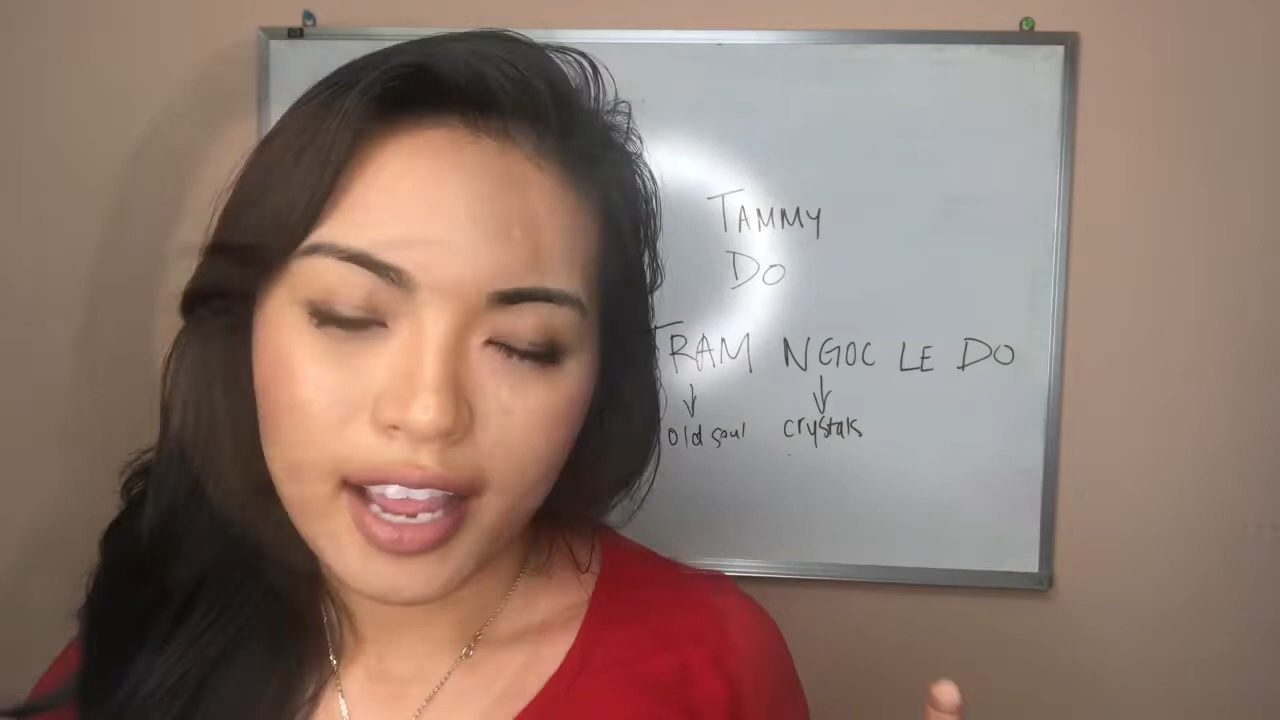 TAMMY
DO
TRAM NGOC LE DO
↓ ↓
old soul crystals